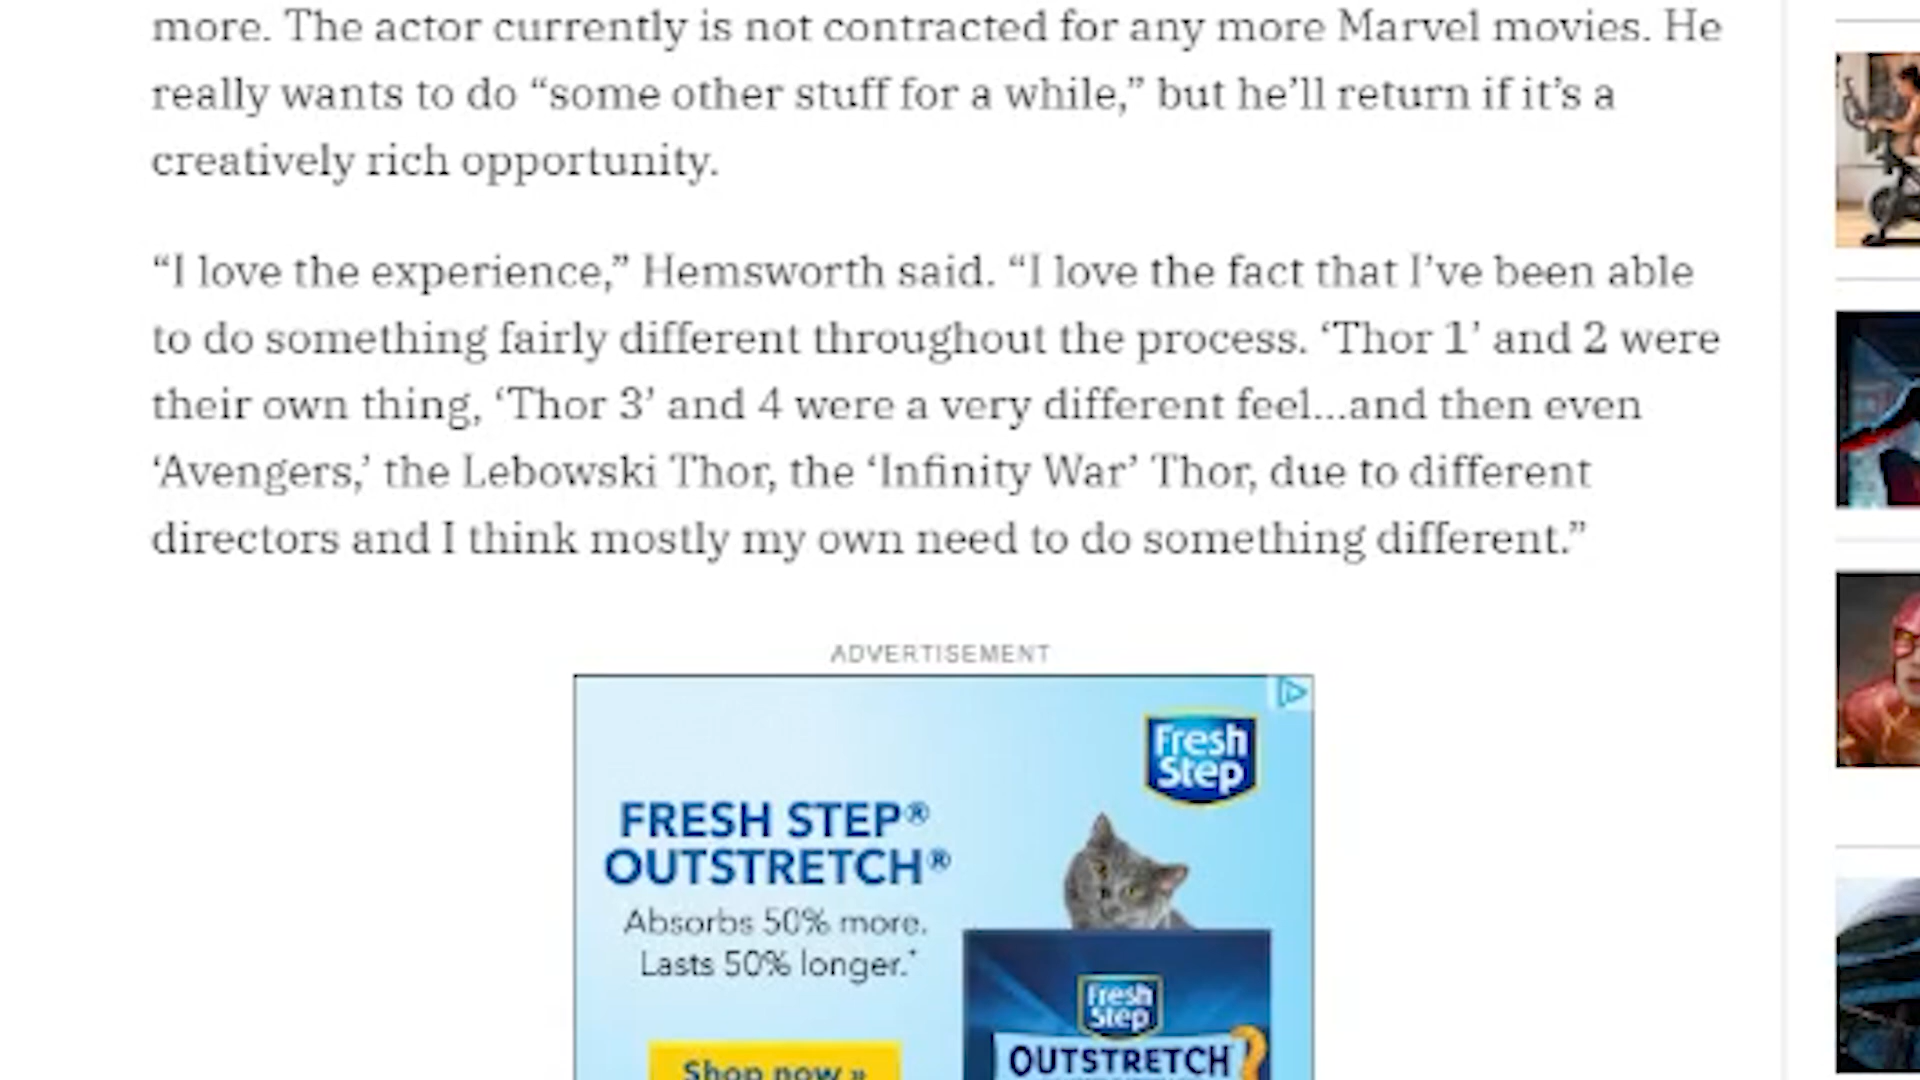 more. The actor currently is not contracted for any more Marvel movies. He
really wants to do “some other stuff for a while,” but he’ll return if it’s a
creatively rich opportunity.
“I love the experience,” Hemsworth said. “I love the fact that I’ve been able
to do something fairly different throughout the process. ‘Thor 1’ and 2 were
their own thing, ‘Thor 3’ and 4 were a very different feel...and then even
‘Avengers,’ the Lebowski Thor, the ‘Infinity War’ Thor, due to different
directors and I think mostly my own need to do something different.”
ADVERTISEMENT
Fresh
Step
FRESH STEP®
OUTSTRETCH®
Absorbs 50% more.
Lasts 50% longer.*
Shop now »
Fresh
Step
OUTSTRETCH